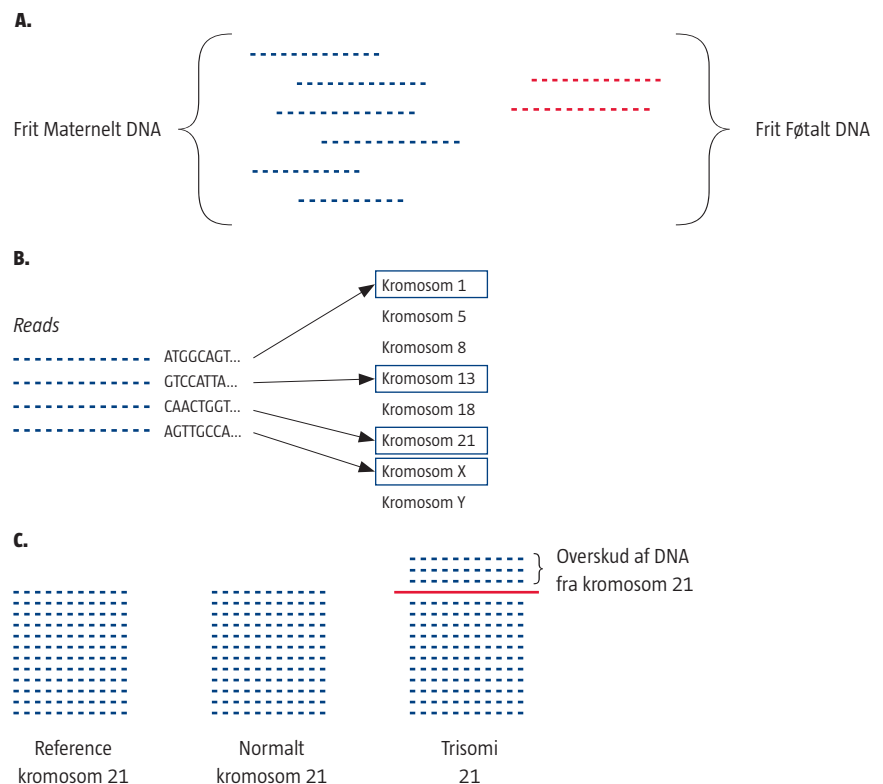 A.
Frit Maternelt DNA
Frit Føtalt DNA
B.
Reads
ATGGCAGT...
GTCCATTA...
CAACTGGT...
AGTTGCCA...
Kromosom 1
Kromosom 5
Kromosom 8
Kromosom 13
Kromosom 18
Kromosom 21
Kromosom X
Kromosom Y
C.
Overskud af DNA
fra kromosom 21
Reference
kromosom 21
Normalt
kromosom 21
Trisomi
21